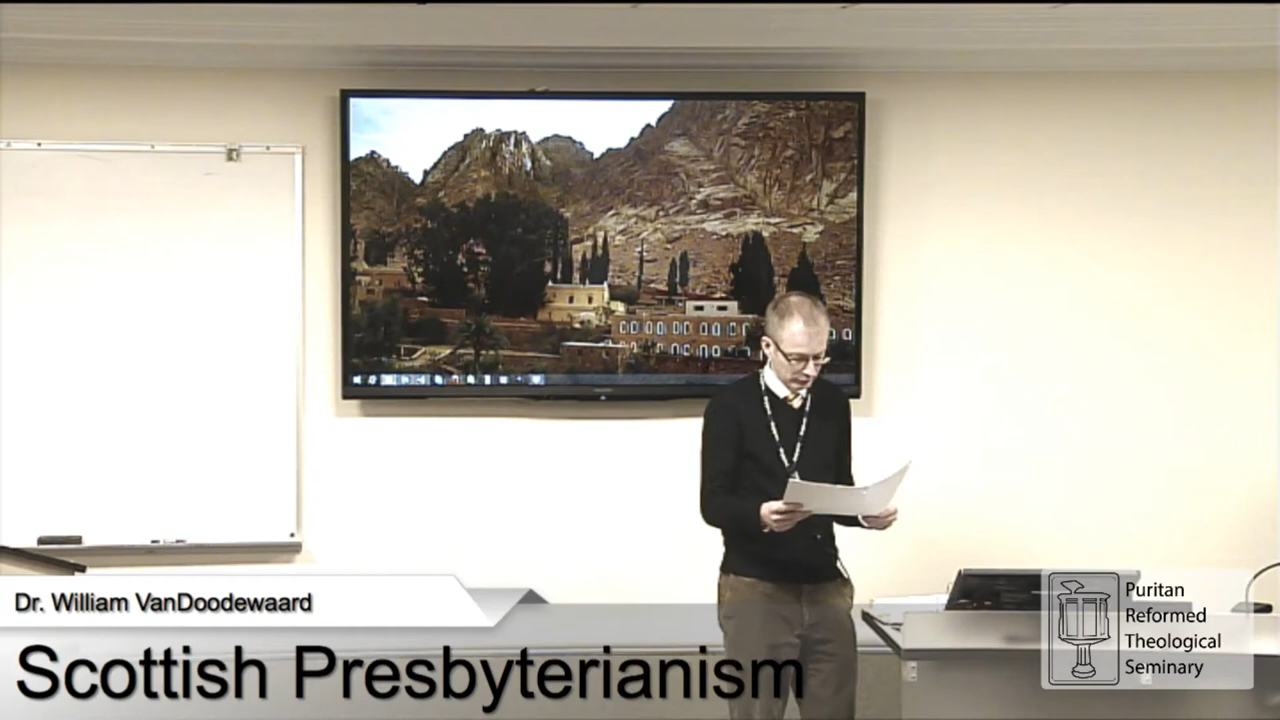 Dr. William VanDoodewaard
Scottish Presbyterianism
Puritan
Reformed
Theological
Seminary